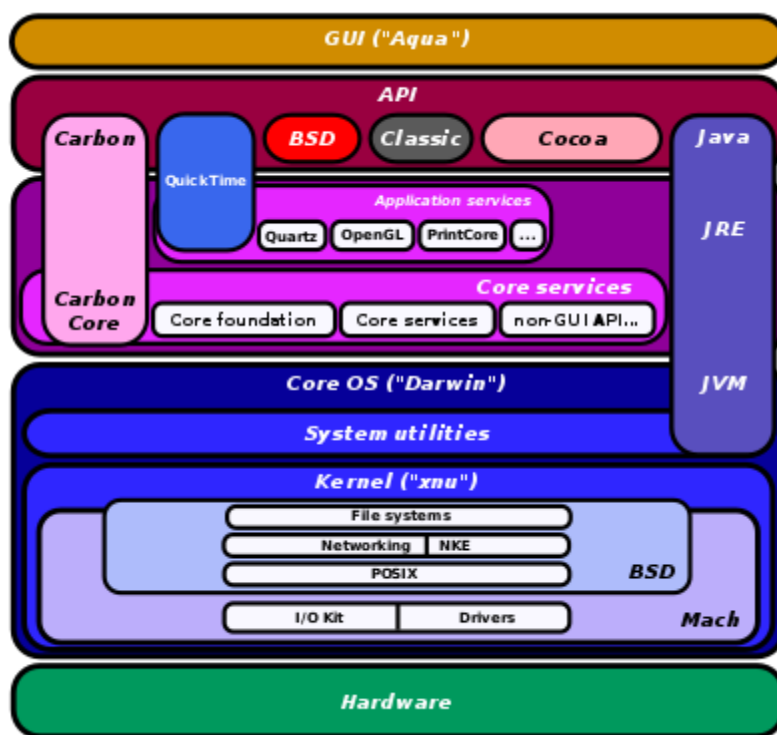 GUI ("Aqua")
API
Carbon
QuickTime
BSD
Classic
Cocoa
Java
Application services
Quartz
OpenGL
PrintCore
...
JRE
Core services
Carbon
Core
Core foundation
Core services
non-GUI API...
Core OS ("Darwin")
JVM
System utilities
Kernel ("xnu")
File systems
Networking
NKE
POSIX
BSD
I/O Kit
Drivers
Mach
Hardware